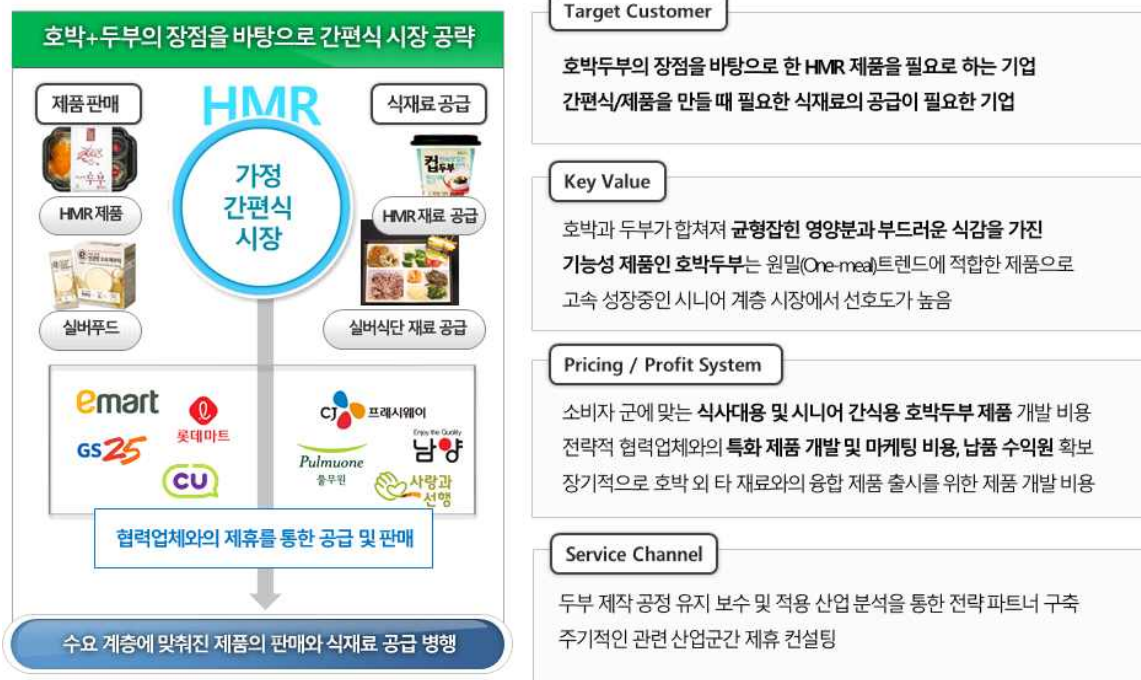 호박+두부의 장점을 바탕으로 간편식 시장 공략
제품 판매
HMR
식재료 공급
가정
간편식
시장
컵두부
두부
HMR 제품
HMR 재료 공급
실버푸드
실버식단 재료 공급
emart
롯데마트
GS25
CU
CJ 프레시웨이
Enjoy the Quality
남양
Pulmuone
풀무원
사랑과
선행
협력업체와의 제휴를 통한 공급 및 판매
수요 계층에 맞춰진 제품의 판매와 식재료 공급 병행
Target Customer
호박두부의 장점을 바탕으로 한 HMR 제품을 필요로 하는 기업
간편식/제품을 만들 때 필요한 식재료의 공급이 필요한 기업
Key Value
호박과 두부가 합쳐져 균형잡힌 영양분과 부드러운 식감을 가진
기능성 제품인 호박두부는 원밀(One-meal)트렌드에 적합한 제품으로
고속 성장중인 시니어 계층 시장에서 선호도가 높음
Pricing / Profit System
소비자 군에 맞는 식사대용 및 시니어 간식용 호박두부 제품 개발 비용
전략적 협력업체와의 특화 제품 개발 및 마케팅 비용, 납품 수익원 확보
장기적으로 호박 외 타 재료와의 융합 제품 출시를 위한 제품 개발 비용
Service Channel
두부 제작 공정 유지 보수 및 적용 산업 분석을 통한 전략 파트너 구축
주기적인 관련 산업군간 제휴 컨설팅